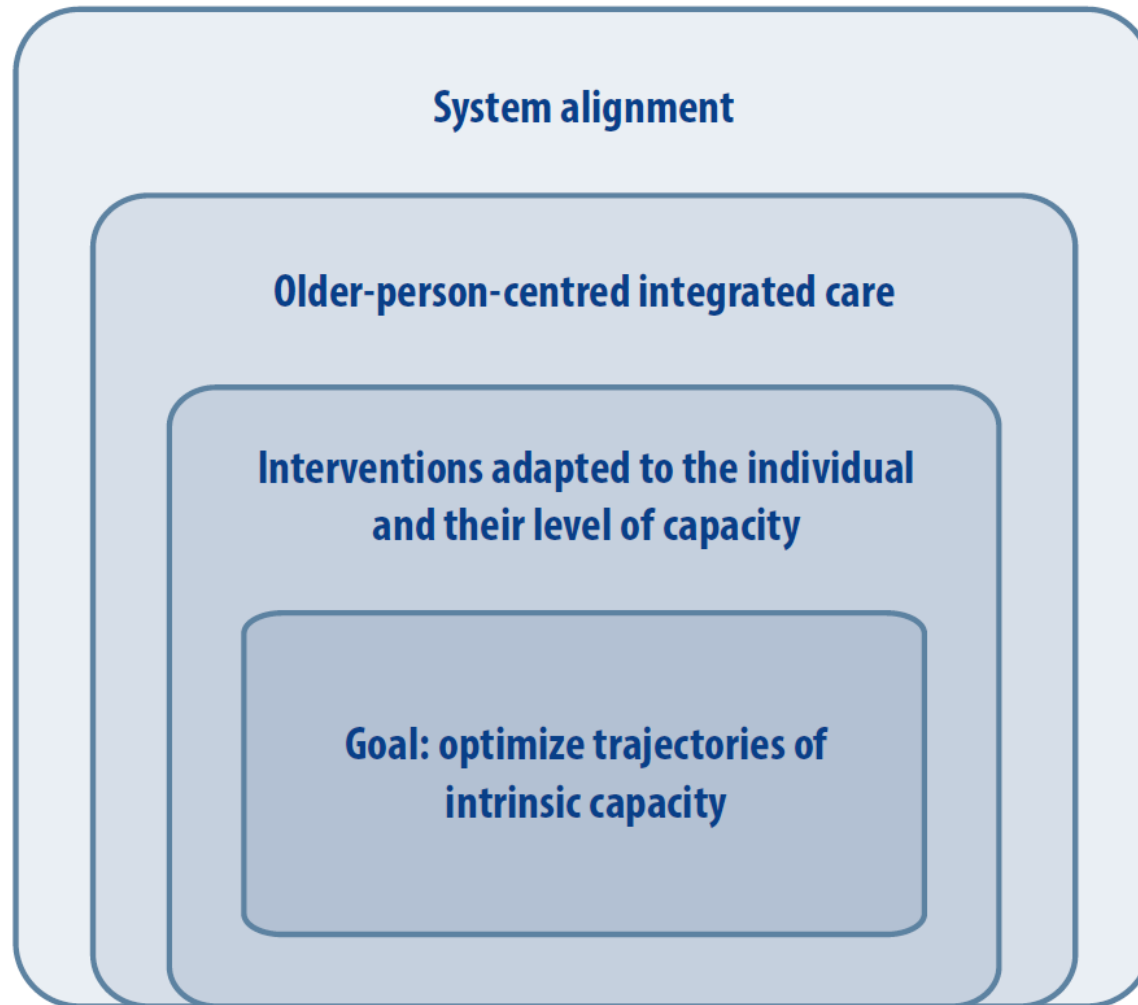 System alignment
Older-person-centred integrated care
Interventions adapted to the individual
and their level of capacity
Goal: optimize trajectories of
intrinsic capacity